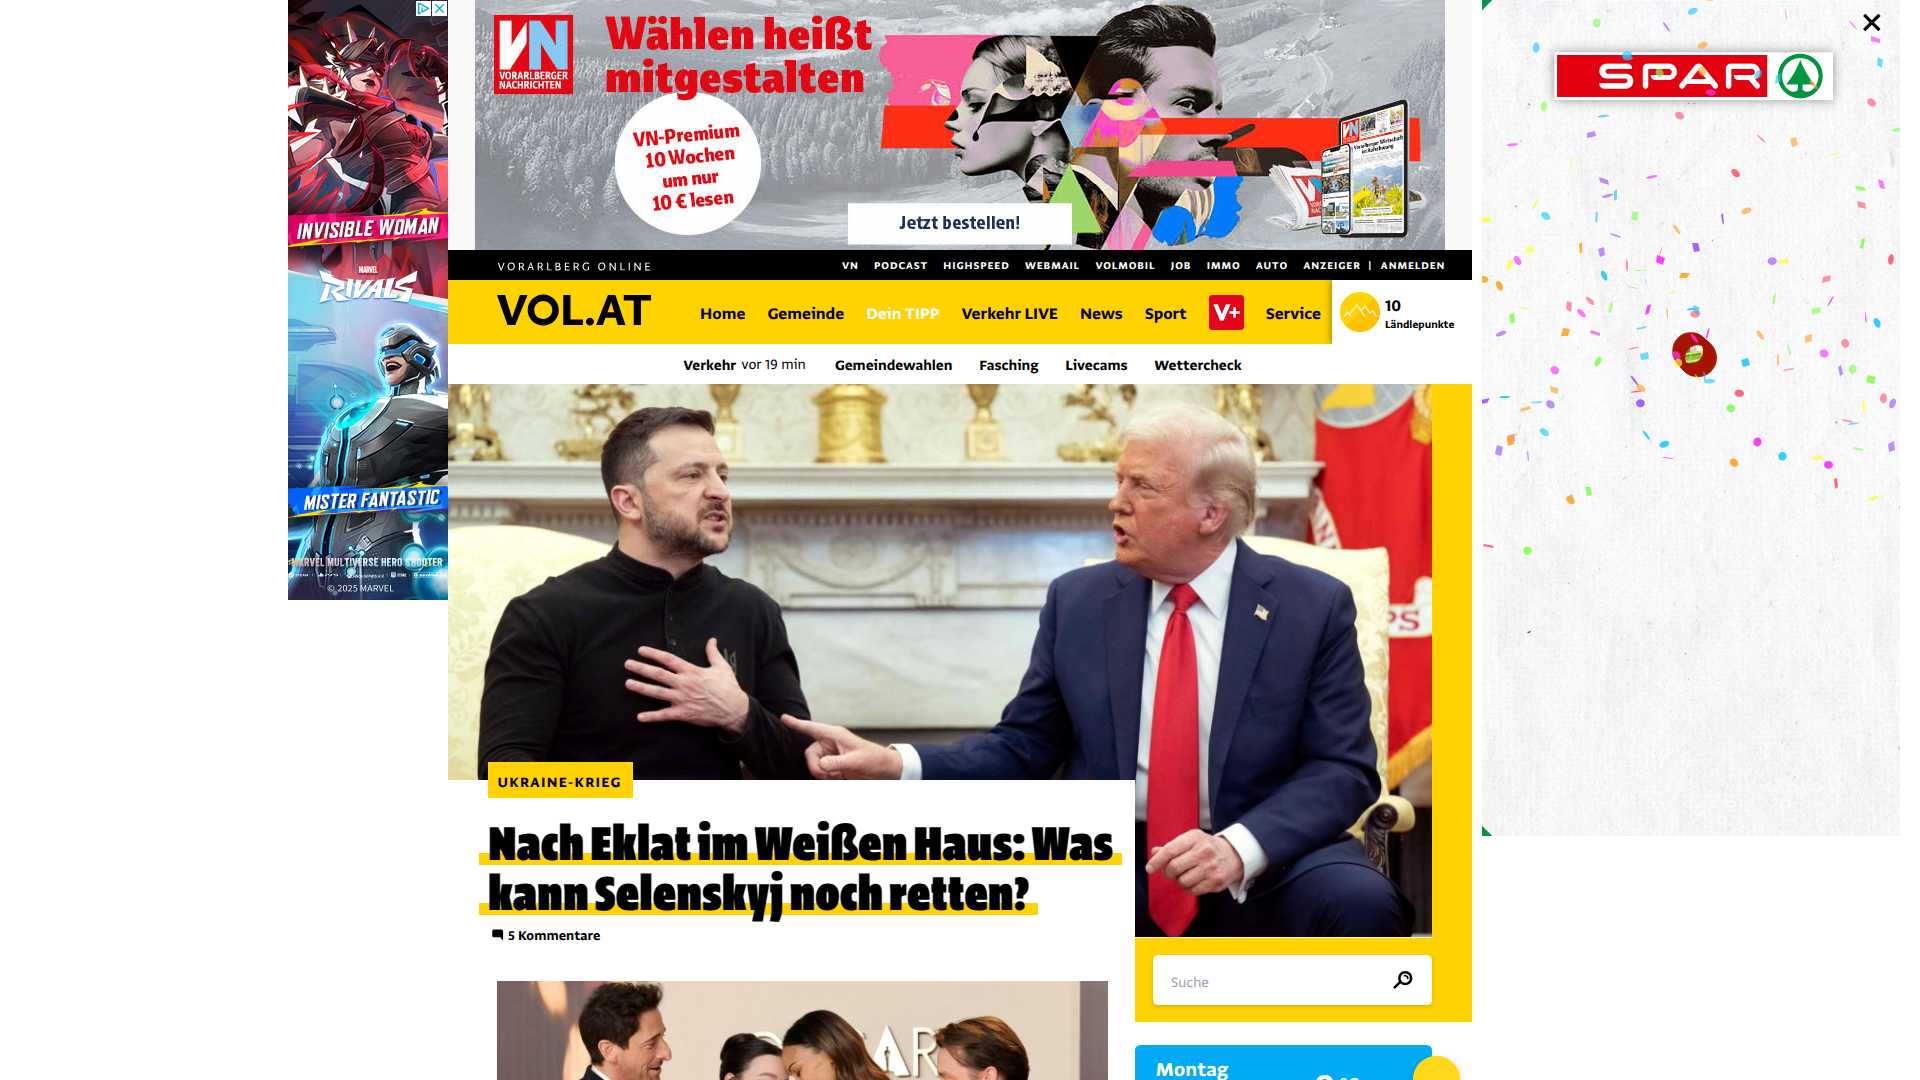 INVISIBLE WOMAN
MARVEL
RIVALS
MISTER FANTASTIC
MARVEL MULTIVERSE HERO SHOOTER
© 2025 MARVEL
VN
VORARLBERGER
NACHRICHTEN
Wählen heißt
mitgestalten
VN-Premium
10 Wochen
um nur
10 € lesen
Jetzt bestellen!
SPAR
VORARLBERG ONLINE
VN PODCAST HIGHSPEED WEBMAIL VOLMOBIL JOB IMMO AUTO ANZEIGER | ANMELDEN
VOL.AT
Home Gemeinde Dein TIPP Verkehr LIVE News Sport V+ Service
10
Ländlepunkte
Verkehr vor 19 min Gemeindewahlen Fasching Livecams Wettercheck
UKRAINE-KRIEG
Nach Eklat im Weißen Haus: Was
kann Selenskyj noch retten?
5 Kommentare
Suche
Montag